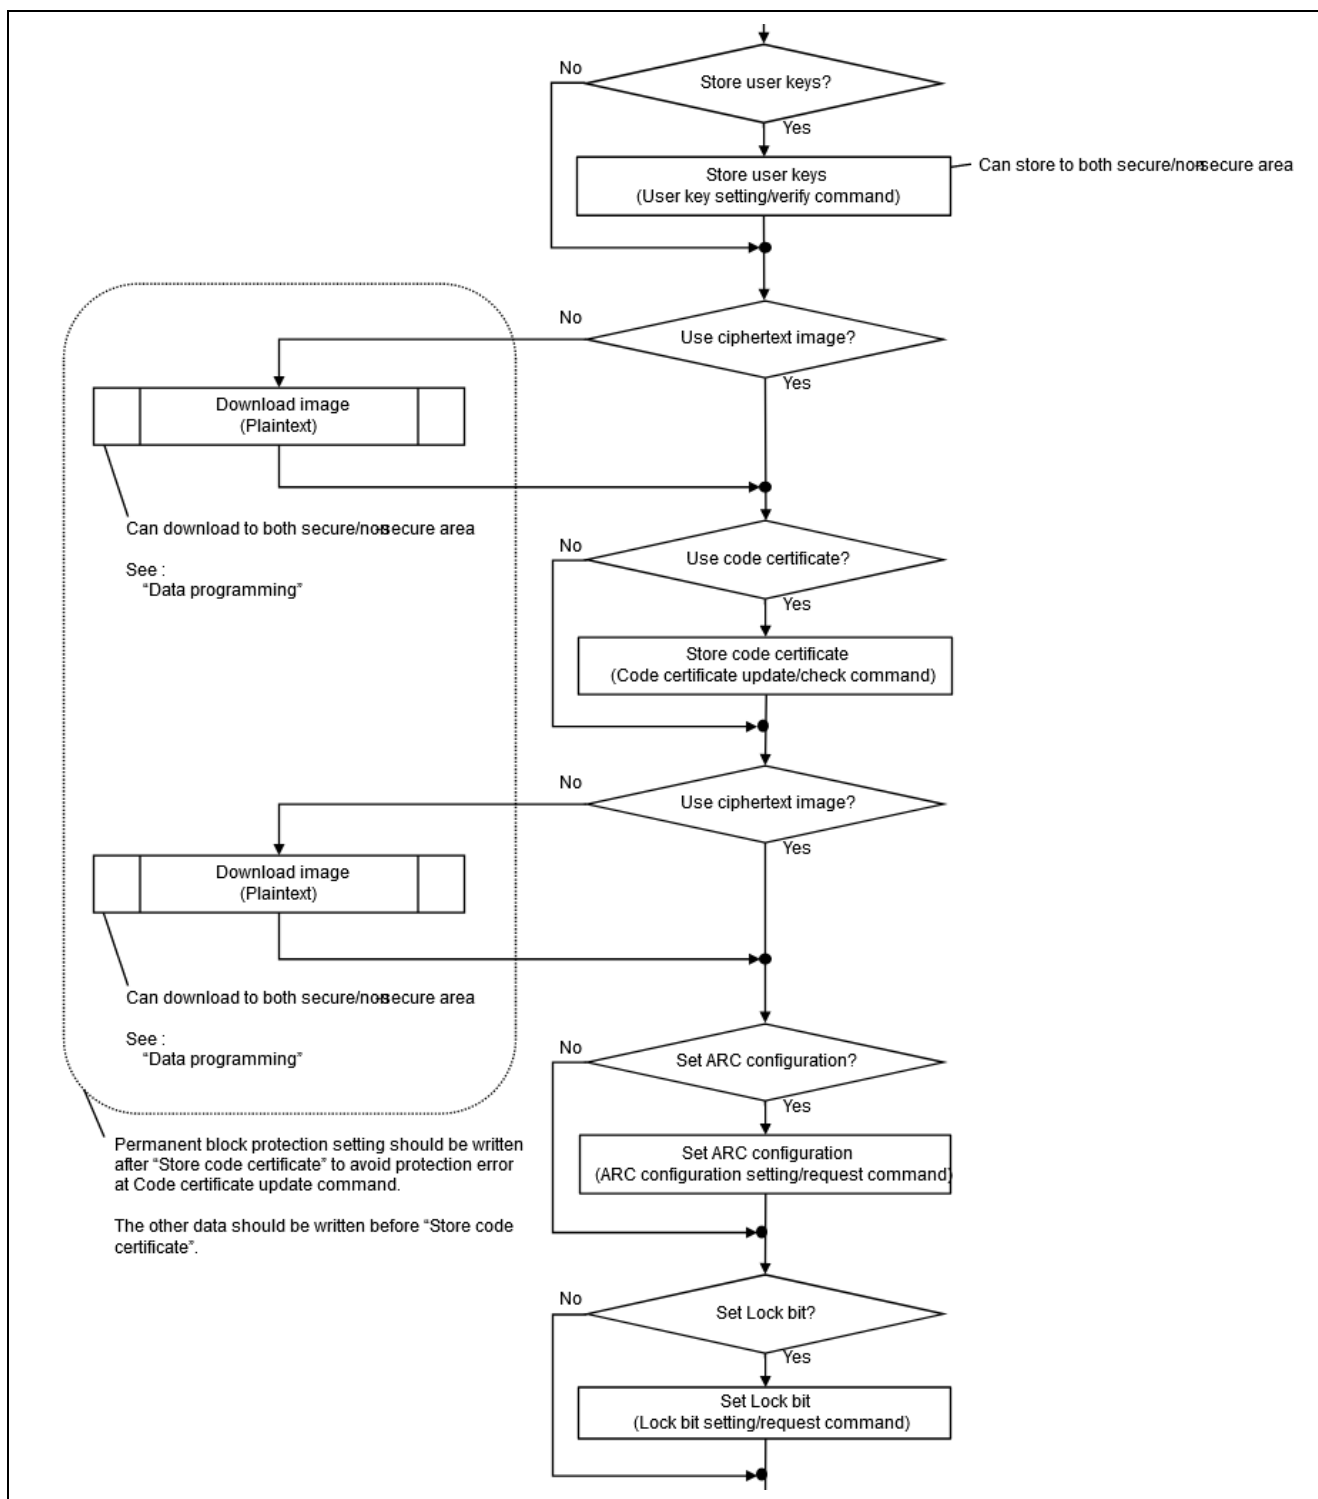 No
Store user keys?
Yes
Store user keys
(User key setting/verify command)
Can store to both secure/non-secure area
No
Use ciphertext image?
Yes
Download image
(Plaintext)
Can download to both secure/non-secure area
See :
“Data programming”
No
Use code certificate?
Yes
Store code certificate
(Code certificate update/check command)
No
Use ciphertext image?
Yes
Download image
(Plaintext)
Can download to both secure/non-secure area
See :
“Data programming”
No
Set ARC configuration?
Yes
Set ARC configuration
(ARC configuration setting/request command)
Permanent block protection setting should be written
after “Store code certificate” to avoid protection error
at Code certificate update command.
The other data should be written before “Store code
certificate”.
No
Set Lock bit?
Yes
Set Lock bit
(Lock bit setting/request command)